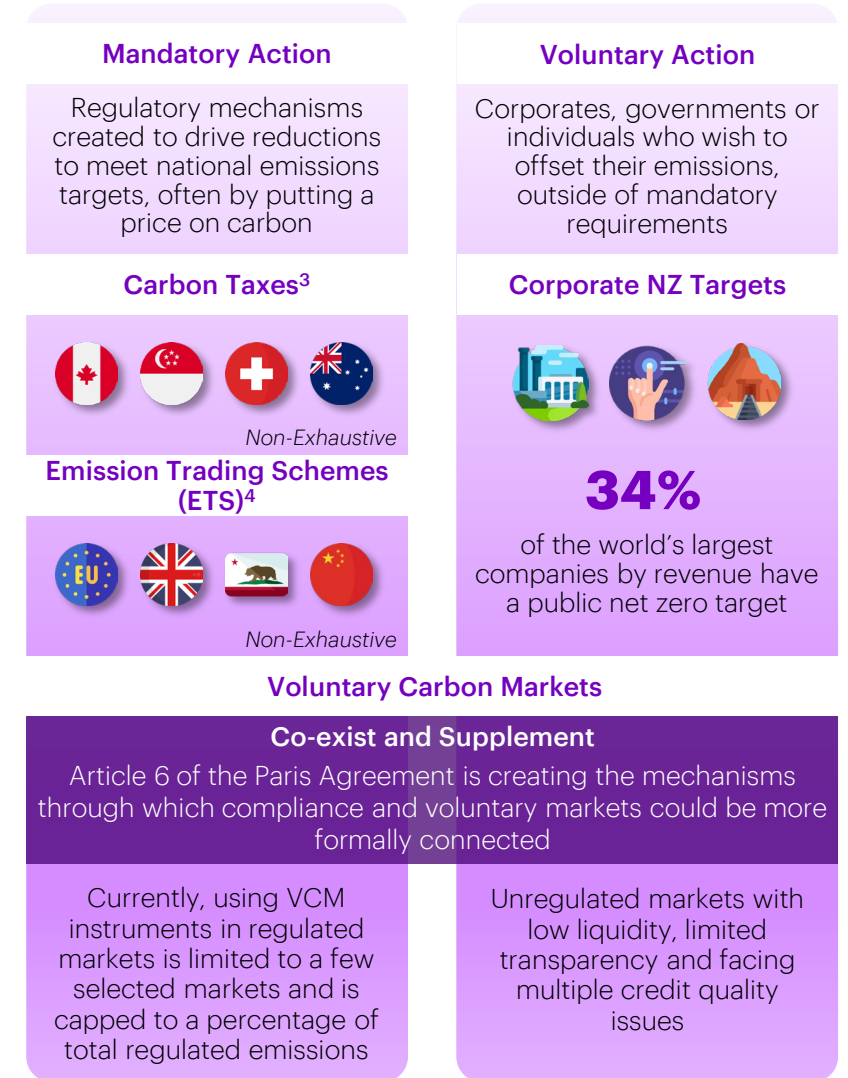 Mandatory Action
Regulatory mechanisms
created to drive reductions
to meet national emissions
targets, often by putting a
price on carbon
Carbon Taxes³
Non-Exhaustive
Emission Trading Schemes
(ETS)⁴
EU
Non-Exhaustive
Voluntary Action
Corporates, governments or
individuals who wish to
offset their emissions,
outside of mandatory
requirements
Corporate NZ Targets
34%
of the world's largest
companies by revenue have
a public net zero target
Voluntary Carbon Markets
Co-exist and Supplement
Article 6 of the Paris Agreement is creating the mechanisms
through which compliance and voluntary markets could be more
formally connected
Currently, using VCM
instruments in regulated
markets is limited to a few
selected markets and is
capped to a percentage of
total regulated emissions
Unregulated markets with
low liquidity, limited
transparency and facing
multiple credit quality
issues